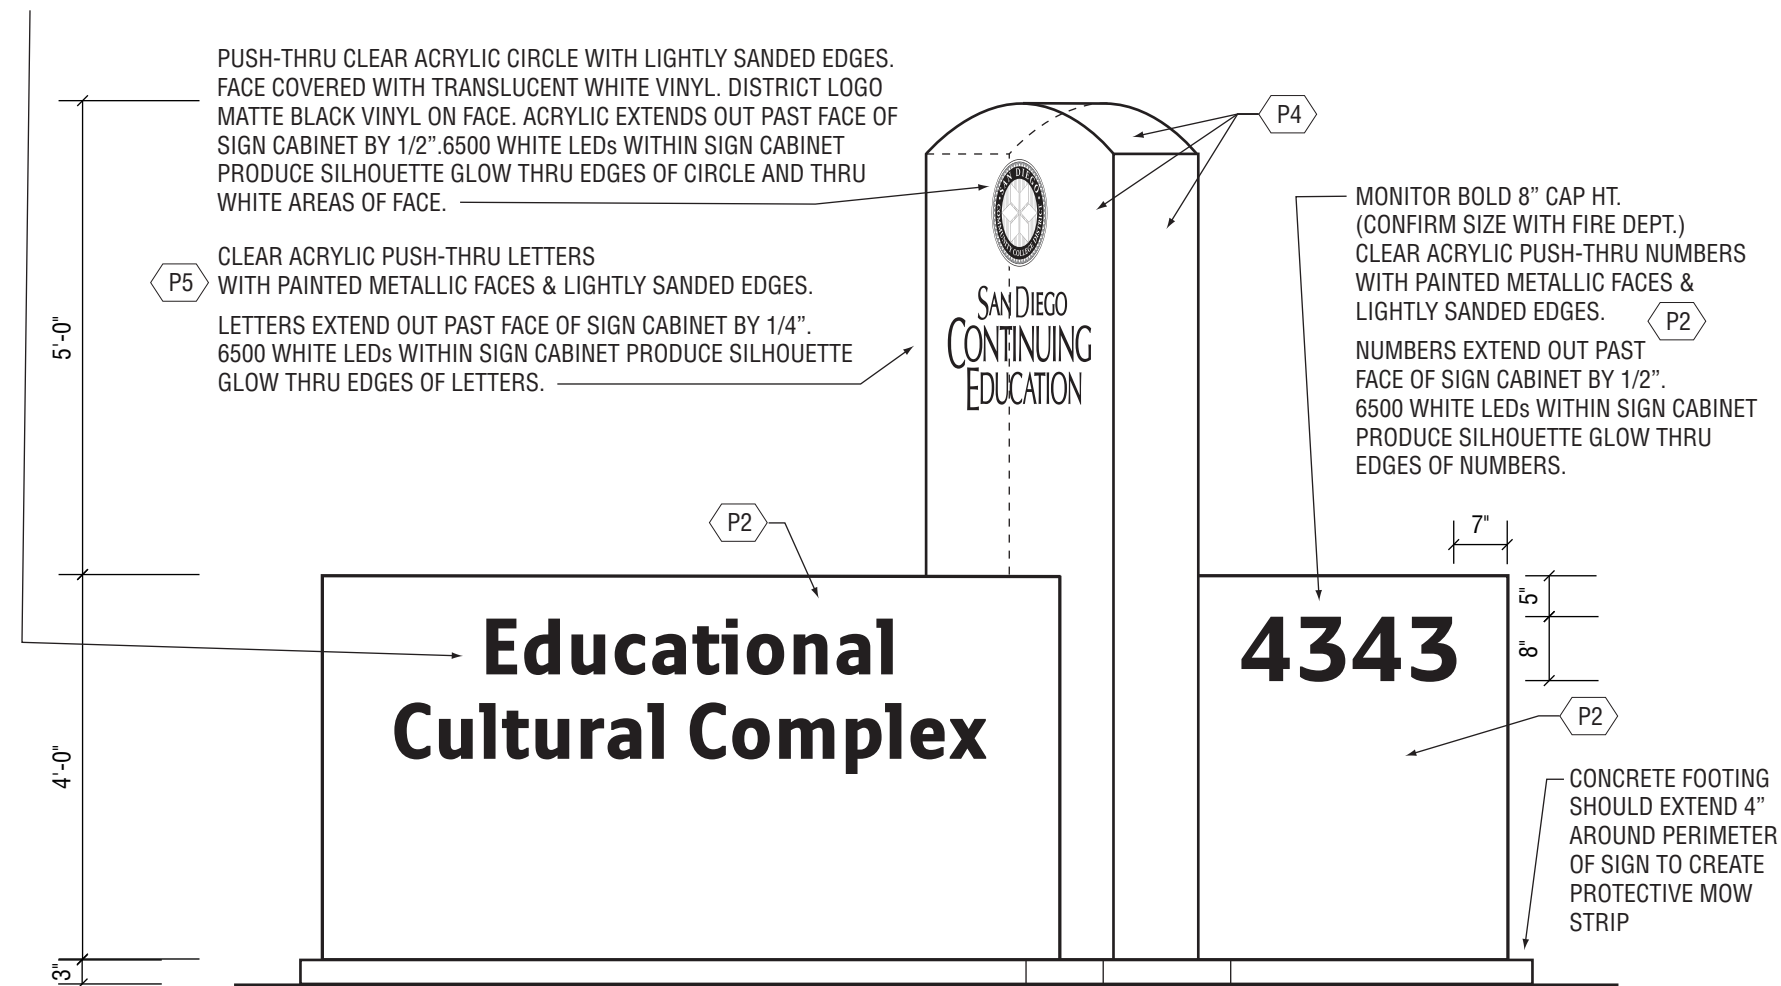 PUSH-THRU CLEAR ACRYLIC CIRCLE WITH LIGHTLY SANDED EDGES.
FACE COVERED WITH TRANSLUCENT WHITE VINYL. DISTRICT LOGO
MATTE BLACK VINYL ON FACE. ACRYLIC EXTENDS OUT PAST FACE OF
SIGN CABINET BY 1/2”.6500 WHITE LEDs WITHIN SIGN CABINET
PRODUCE SILHOUETTE GLOW THRU EDGES OF CIRCLE AND THRU
WHITE AREAS OF FACE.
P5
CLEAR ACRYLIC PUSH-THRU LETTERS
WITH PAINTED METALLIC FACES & LIGHTLY SANDED EDGES.
LETTERS EXTEND OUT PAST FACE OF SIGN CABINET BY 1/4”.
6500 WHITE LEDs WITHIN SIGN CABINET PRODUCE SILHOUETTE
GLOW THRU EDGES OF LETTERS.
5'-0"
4'-0"
3"
P4
SAN DIEGO
SAN DIEGO
CONTINUING
EDUCATION
MONITOR BOLD 8” CAP HT.
(CONFIRM SIZE WITH FIRE DEPT.)
CLEAR ACRYLIC PUSH-THRU NUMBERS
WITH PAINTED METALLIC FACES &
LIGHTLY SANDED EDGES.
P2
NUMBERS EXTEND OUT PAST
FACE OF SIGN CABINET BY 1/2”.
6500 WHITE LEDs WITHIN SIGN CABINET
PRODUCE SILHOUETTE GLOW THRU
EDGES OF NUMBERS.
P2
7"
5"
8"
Educational
Cultural Complex
4343
P2
CONCRETE FOOTING
SHOULD EXTEND 4”
AROUND PERIMETER
OF SIGN TO CREATE
PROTECTIVE MOW
STRIP